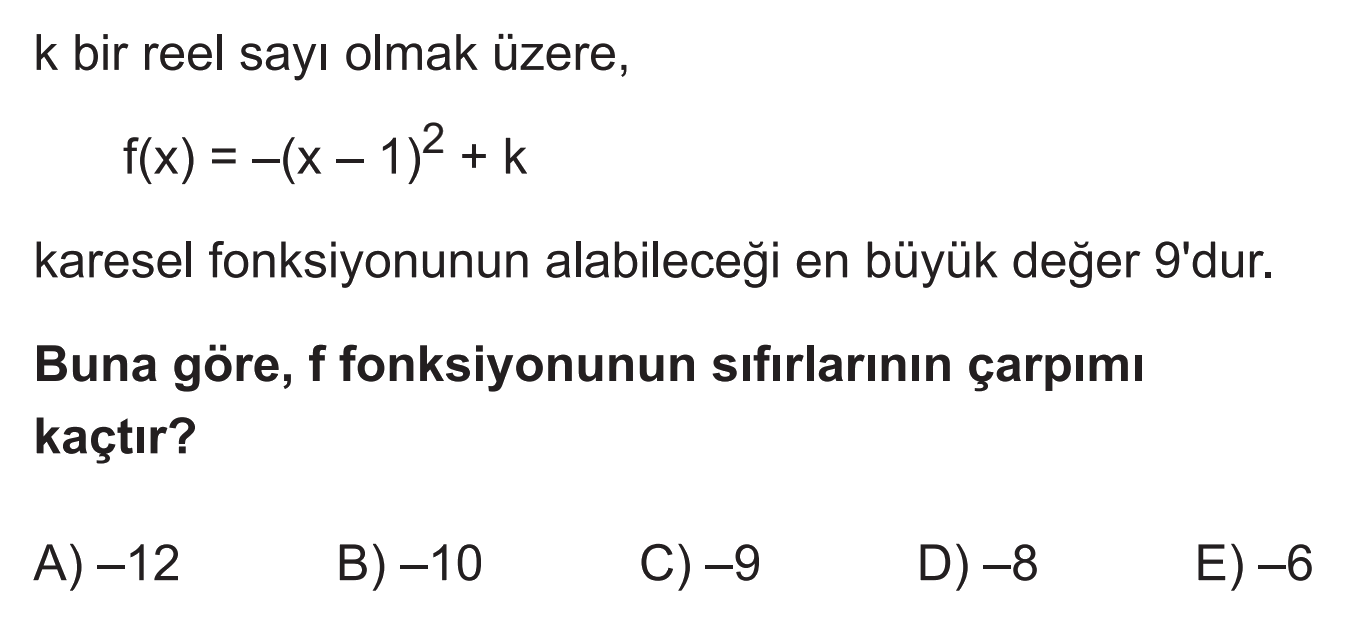 k bir reel sayı olmak üzere,
f(x) = –(x – 1)² + k
karesel fonksiyonunun alabileceği en büyük değer 9'dur.
Buna göre, f fonksiyonunun sıfırlarının çarpımı
kaçtır?
A) –12 B) –10 C) –9 D) –8 E) –6